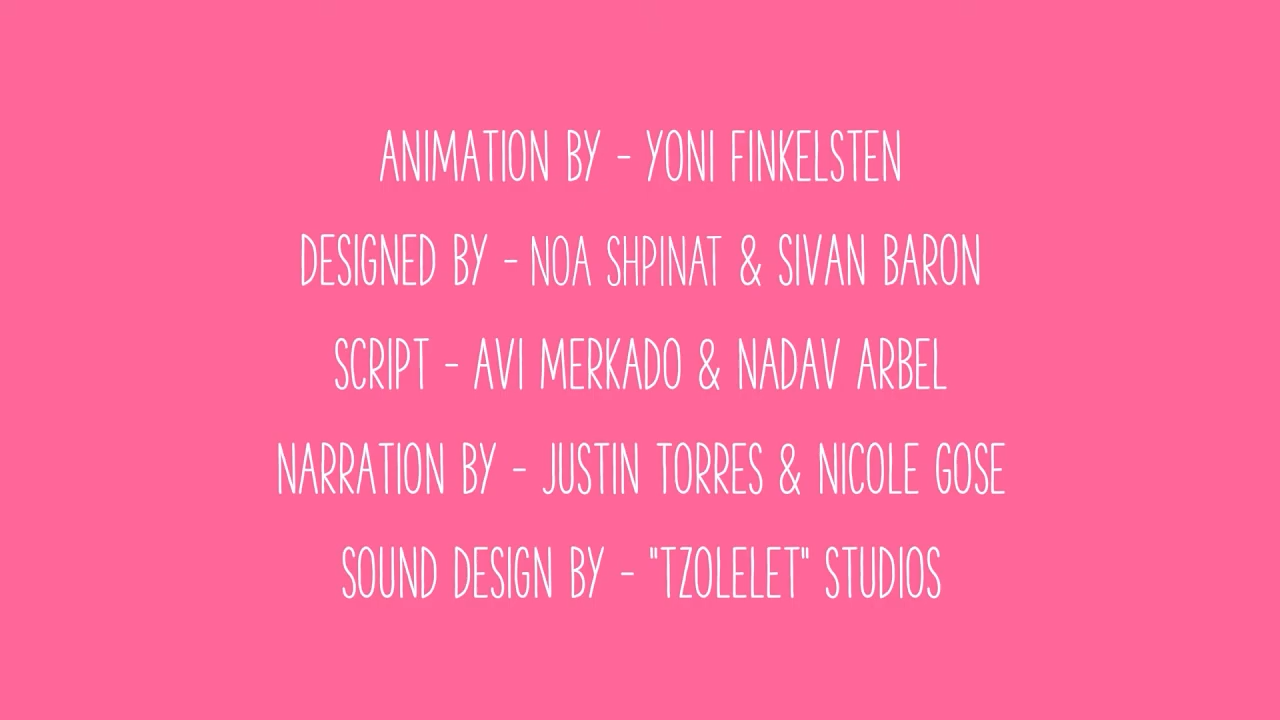 ANIMATION BY - YONI FINKELSTEN
DESIGNED BY - NOA SHPINAT & SIVAN BARON
SCRIPT - AVI MERKADO & NADAV ARBEL
NARRATION BY - JUSTIN TORRES & NICOLE GOSE
SOUND DESIGN BY - "TZOLELET" STUDIOS